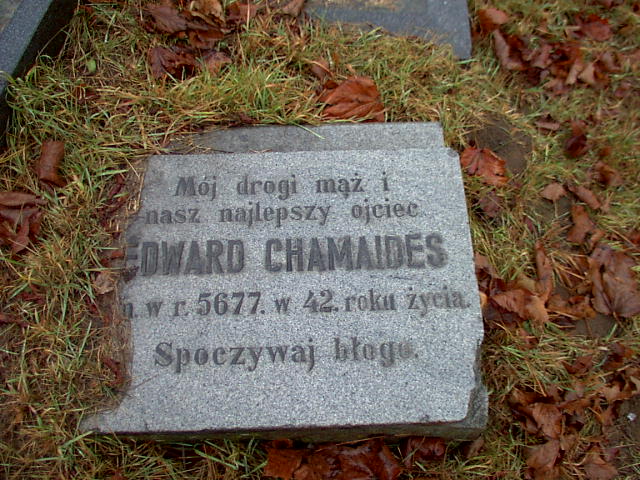 Mój drogi mąż i
nasz najlepszy ojciec
EDWARD CHAMAIDES
w r. 5677. w 42. roku życia.
Spoczywaj błogo.